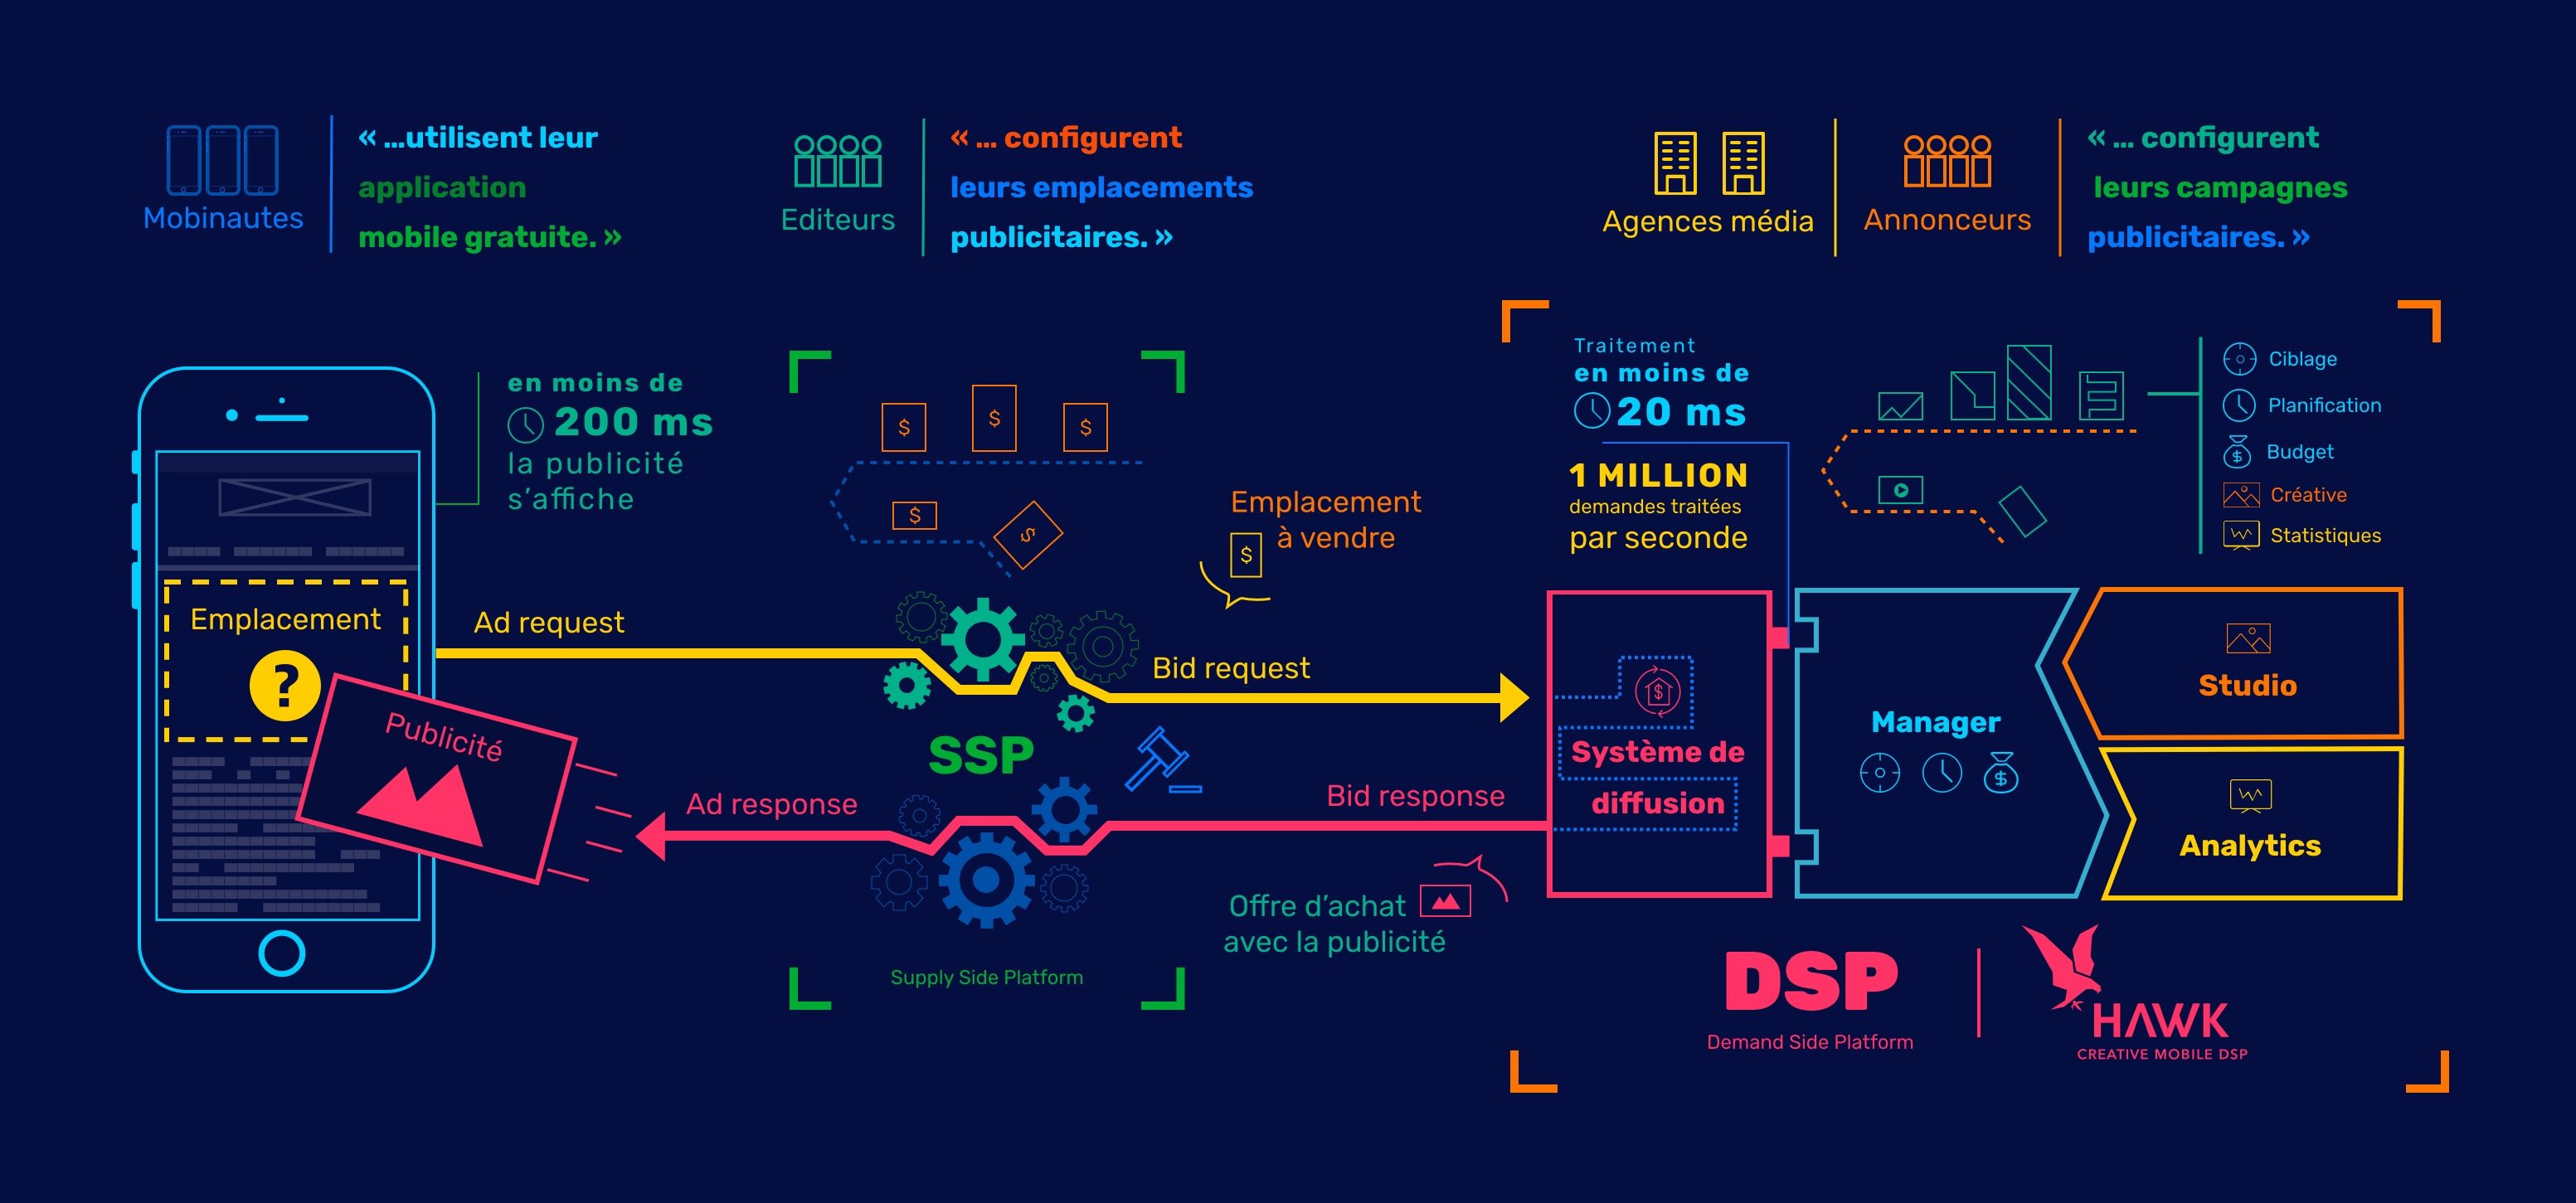 « ...utilisent leur
application
mobile gratuite. »
Mobinautes
« ... configurent
leurs emplacements
publicitaires. »
Editeurs
Agences média
Annonceurs
« ... configurent
leurs campagnes
publicitaires. »
en moins de
200 ms
la publicité
s'affiche
Emplacement
?
Publicité
Ad request
Ad response
$
$
$
$
$
SSP
Supply Side Platform
Emplacement
à vendre
$
Bid request
Bid response
Offre d'achat
avec la publicité
Traitement
en moins de
20 ms
1 MILLION
demandes traitées
par seconde
Ciblage
Planification
$ Budget
Créative
Statistiques
$
Système de
diffusion
Manager
$
Studio
Analytics
DSP
Demand Side Platform
HAWK
CREATIVE MOBILE DSP